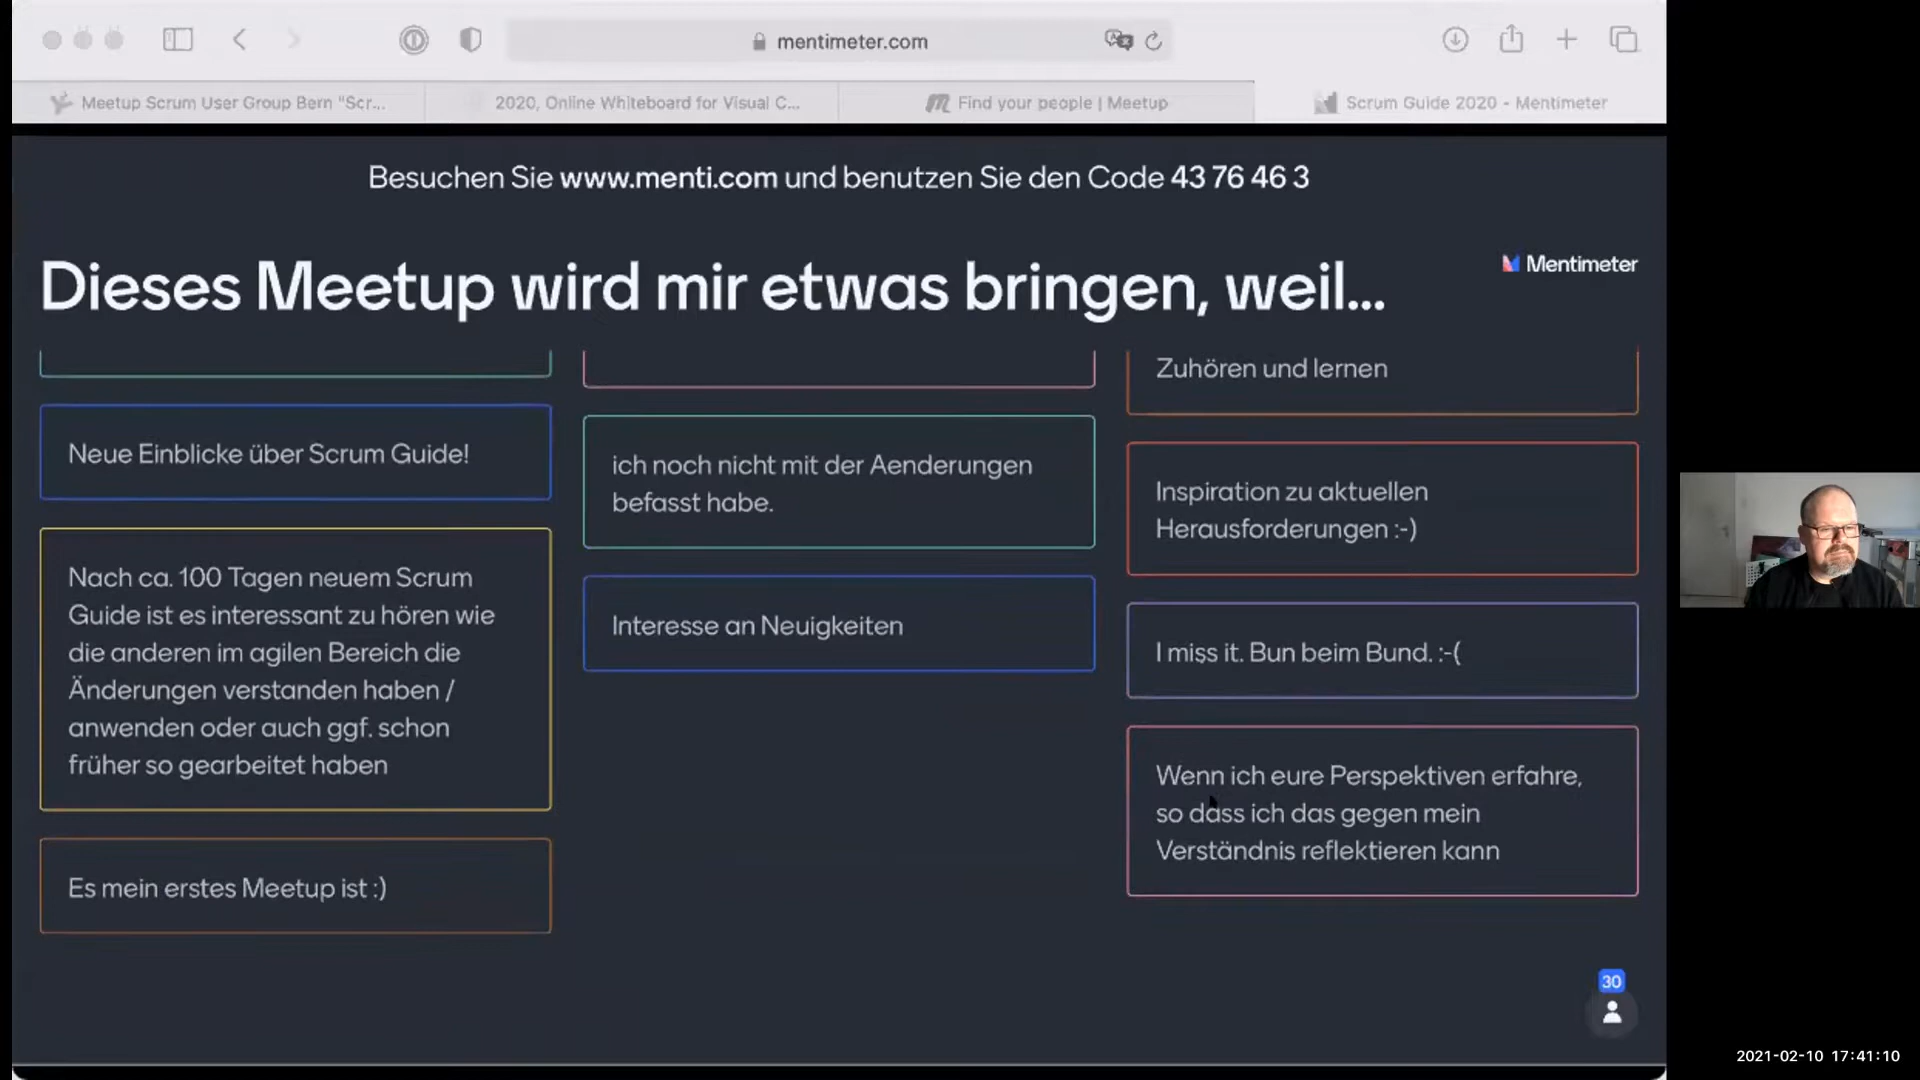 mentimeter.com
Meetup Scrum User Group Bern "Scr...
2020, Online Whiteboard for Visual C...
Find your people | Meetup
Scrum Guide 2020 - Mentimeter
Besuchen Sie www.menti.com und benutzen Sie den Code 43 76 46 3
Dieses Meetup wird mir etwas bringen, weil...
Mentimeter
Neue Einblicke über Scrum Guide!
Nach ca. 100 Tagen neuem Scrum
Guide ist es interessant zu hören wie
die anderen im agilen Bereich die
Änderungen verstanden haben /
anwenden oder auch ggf. schon
früher so gearbeitet haben
Es mein erstes Meetup ist :)
ich noch nicht mit der Aenderungen
befasst habe.
Interesse an Neuigkeiten
Zuhören und lernen
Inspiration zu aktuellen
Herausforderungen :-)
I miss it. Bun beim Bund. :-(
Wenn ich eure Perspektiven erfahre,
so dass ich das gegen mein
Verständnis reflektieren kann
30
2021-02-10 17:41:10